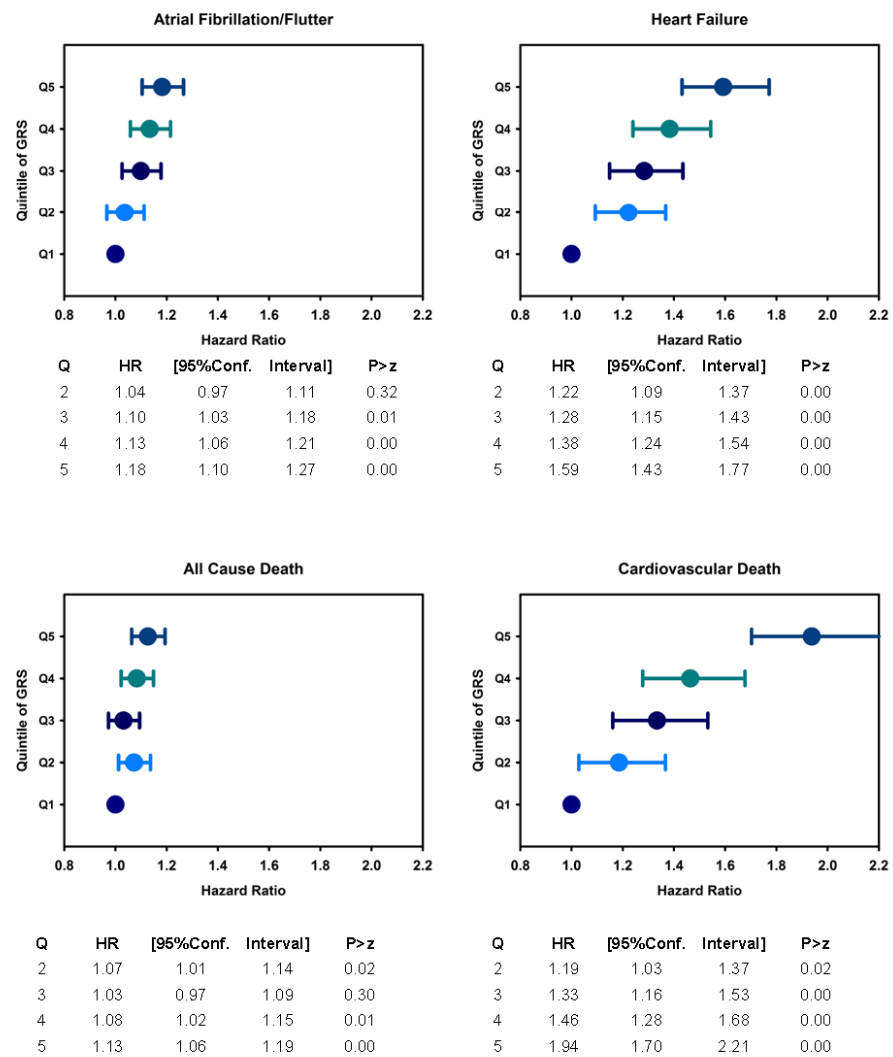 Atrial Fibrillation/Flutter
Quintile of GRS
Q5
Q4
Q3
Q2
Q1
0.8 1.0 1.2 1.4 1.6 1.8 2.0 2.2
Hazard Ratio
Q HR [95%Conf. Interval] P>z
2 1.04 0.97 1.11 0.32
3 1.10 1.03 1.18 0.01
4 1.13 1.06 1.21 0.00
5 1.18 1.10 1.27 0.00
Heart Failure
Quintile of GRS
Q5
Q4
Q3
Q2
Q1
0.8 1.0 1.2 1.4 1.6 1.8 2.0 2.2
Hazard Ratio
Q HR [95%Conf. Interval] P>z
2 1.22 1.09 1.37 0.00
3 1.28 1.15 1.43 0.00
4 1.38 1.24 1.54 0.00
5 1.59 1.43 1.77 0.00
All Cause Death
Quintile of GRS
Q5
Q4
Q3
Q2
Q1
0.8 1.0 1.2 1.4 1.6 1.8 2.0 2.2
Hazard Ratio
Q HR [95%Conf. Interval] P>z
2 1.07 1.01 1.14 0.02
3 1.03 0.97 1.09 0.30
4 1.08 1.02 1.15 0.01
5 1.13 1.06 1.19 0.00
Cardiovascular Death
Quintile of GRS
Q5
Q4
Q3
Q2
Q1
0.8 1.0 1.2 1.4 1.6 1.8 2.0 2.2
Hazard Ratio
Q HR [95%Conf. Interval] P>z
2 1.19 1.03 1.37 0.02
3 1.33 1.16 1.53 0.00
4 1.46 1.28 1.68 0.00
5 1.94 1.70 2.21 0.00